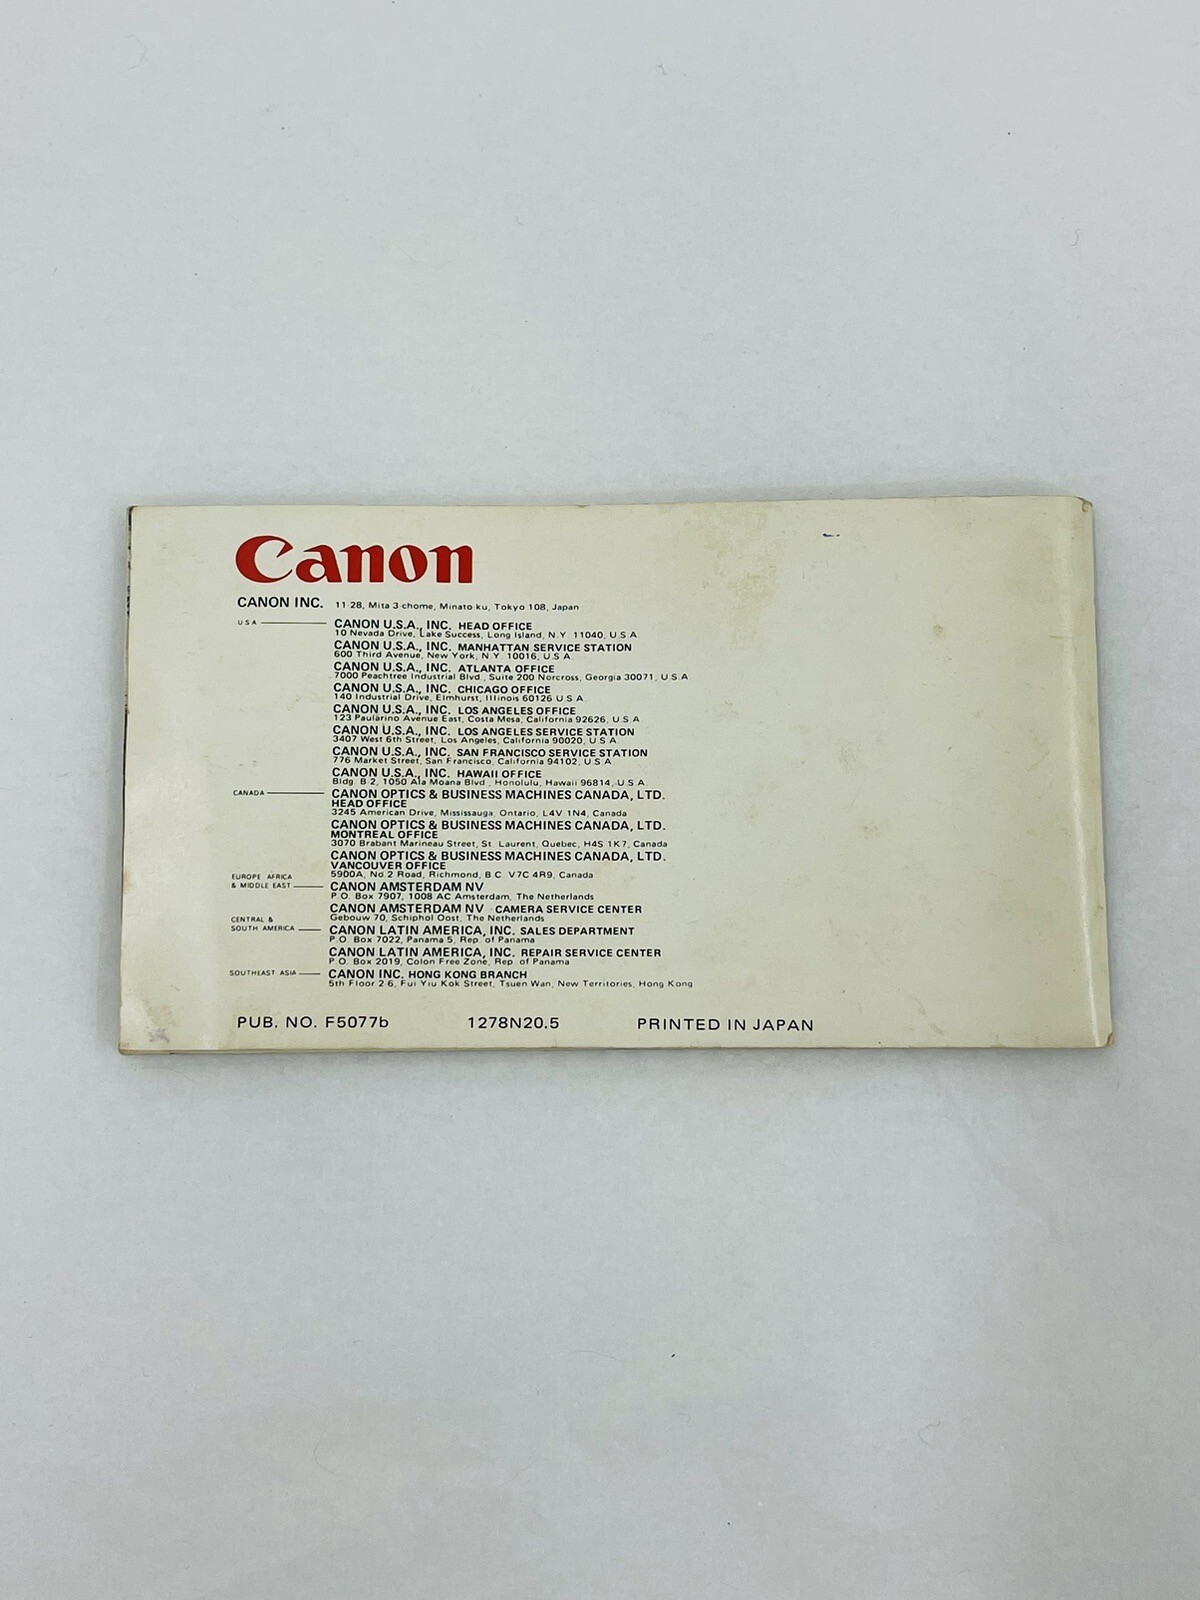 Canon
CANON INC. 11-28, Mita 3-chome, Minato-ku, Tokyo 108, Japan
USA CANON U.S.A., INC. HEAD OFFICE
10 Nevada Drive, Lake Success, Long Island, N.Y. 11040, U.S.A.
CANON U.S.A., INC. MANHATTAN SERVICE STATION
600 Third Avenue, New York, N.Y. 10016, U.S.A.
CANON U.S.A., INC. ATLANTA OFFICE
7000 Peachtree Industrial Blvd., Suite 200 Norcross, Georgia 30071, U.S.A.
CANON U.S.A., INC. CHICAGO OFFICE
140 Industrial Drive, Elmhurst, Illinois 60126 U.S.A.
CANON U.S.A., INC. LOS ANGELES OFFICE
123 Paularino Avenue East, Costa Mesa, California 92626, U.S.A.
CANON U.S.A., INC. LOS ANGELES SERVICE STATION
3407 West 6th Street, Los Angeles, California 90020, U.S.A.
CANON U.S.A., INC. SAN FRANCISCO SERVICE STATION
776 Market Street, San Francisco, California 94102, U.S.A.
CANON U.S.A., INC. HAWAII OFFICE
Bldg. B-2, 1050 Ala Moana Blvd., Honolulu, Hawaii 96814, U.S.A.
CANADA CANON OPTICS & BUSINESS MACHINES CANADA, LTD.
HEAD OFFICE
3245 American Drive, Mississauga, Ontario, L4V 1N4, Canada
CANON OPTICS & BUSINESS MACHINES CANADA, LTD.
MONTREAL OFFICE
3070 Brabant Marineau Street, St. Laurent, Quebec, H4S 1K7, Canada
CANON OPTICS & BUSINESS MACHINES CANADA, LTD.
VANCOUVER OFFICE
5900A, No.2 Road, Richmond, B.C. V7C 4R9, Canada
EUROPE AFRICA
& MIDDLE EAST CANON AMSTERDAM NV
P.O. Box 7907, 1008 AC Amsterdam, The Netherlands
CANON AMSTERDAM NV CAMERA SERVICE CENTER
Gebouw 70, Schiphol Oost, The Netherlands
CENTRAL &
SOUTH AMERICA CANON LATIN AMERICA, INC. SALES DEPARTMENT
P.O. Box 7022, Panama 5, Rep. of Panama
CANON LATIN AMERICA, INC. REPAIR SERVICE CENTER
P.O. Box 2019, Colon Free Zone, Rep. of Panama
SOUTHEAST ASIA CANON INC. HONG KONG BRANCH
5th Floor 2-6, Fui Yiu Kok Street, Tsuen Wan, New Territories, Hong Kong
PUB. NO. F5077b 1278N20.5 PRINTED IN JAPAN